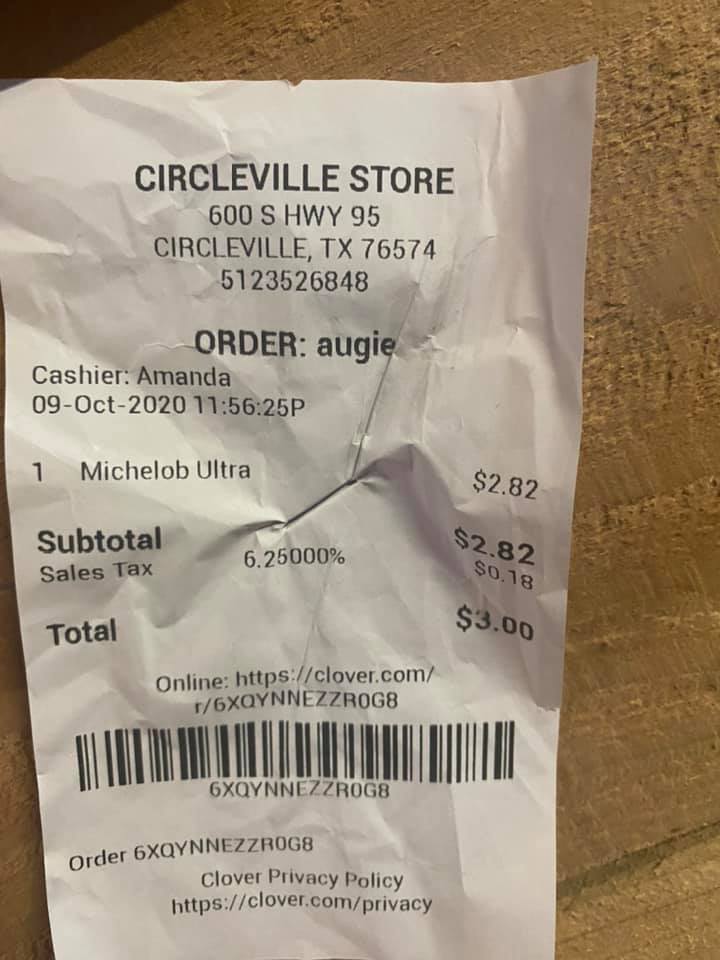 CIRCLEVILLE STORE
600 S HWY 95
CIRCLEVILLE, TX 76574
5123526848
ORDER: augie
Cashier: Amanda
09-Oct-2020 11:56:25P
1 Michelob Ultra $2.82
Subtotal $2.82
Sales Tax 6.25000% $0.18
Total $3.00
Online: https://clover.com/
r/6XQYNNEZZR0G8
6XQYNNEZZR0G8
Order 6XQYNNEZZR0G8
Clover Privacy Policy
https://clover.com/privacy